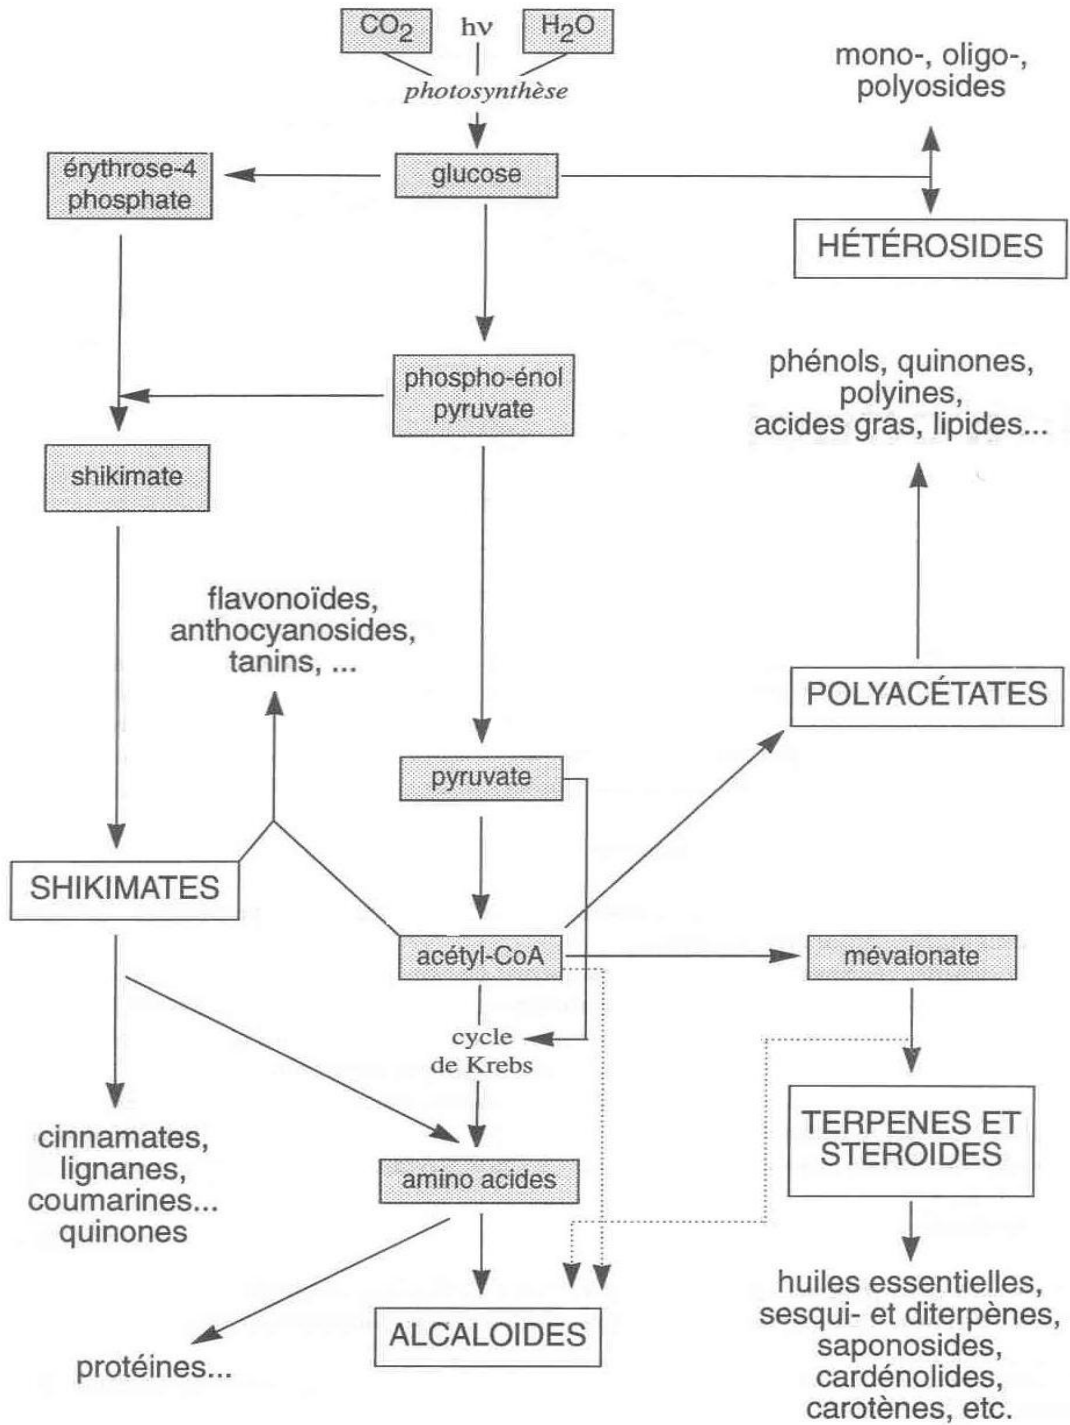 CO2
hν
H2O
photosynthèse
mono-, oligo-,
polyosides
érythrose-4
phosphate
glucose
HÉTÉROSIDES
phospho-énol
pyruvate
phénols, quinones,
polyines,
acides gras, lipides...
shikimate
flavonoïdes,
anthocyanosides,
tanins, ...
POLYACÉTATES
pyruvate
SHIKIMATES
acétyl-CoA
mévalonate
cycle
de Krebs
cinnamates,
lignanes,
coumarines...
quinones
TERPENES ET
STEROIDES
amino acides
huiles essentielles,
sesqui- et diterpènes,
saponosides,
cardénolides,
carotènes, etc.
ALCALOIDES
protéines...